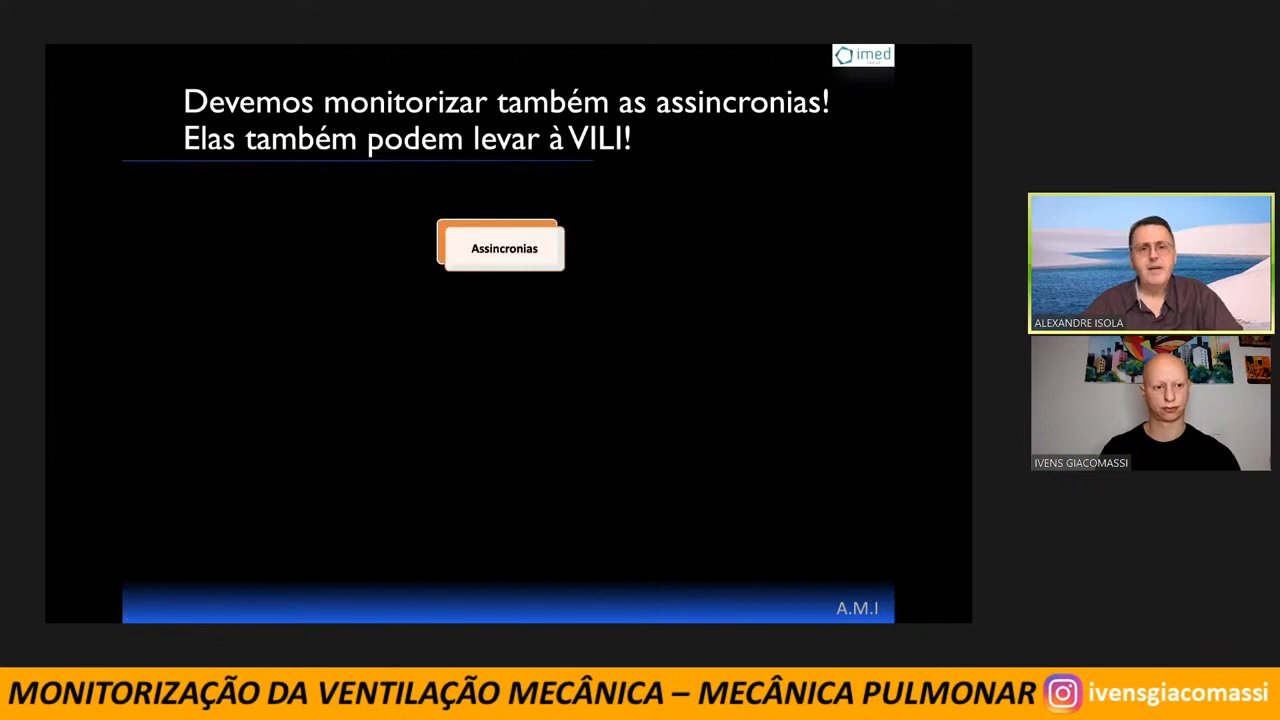 imed
Devemos monitorizar também as assincronias!
Elas também podem levar à VILI!
Assincronias
A.M.I
ALEXANDRE ISOLA
IVENS GIACOMASSI
MONITORIZAÇÃO DA VENTILAÇÃO MECÂNICA – MECÂNICA PULMONAR ivensgiacomassi